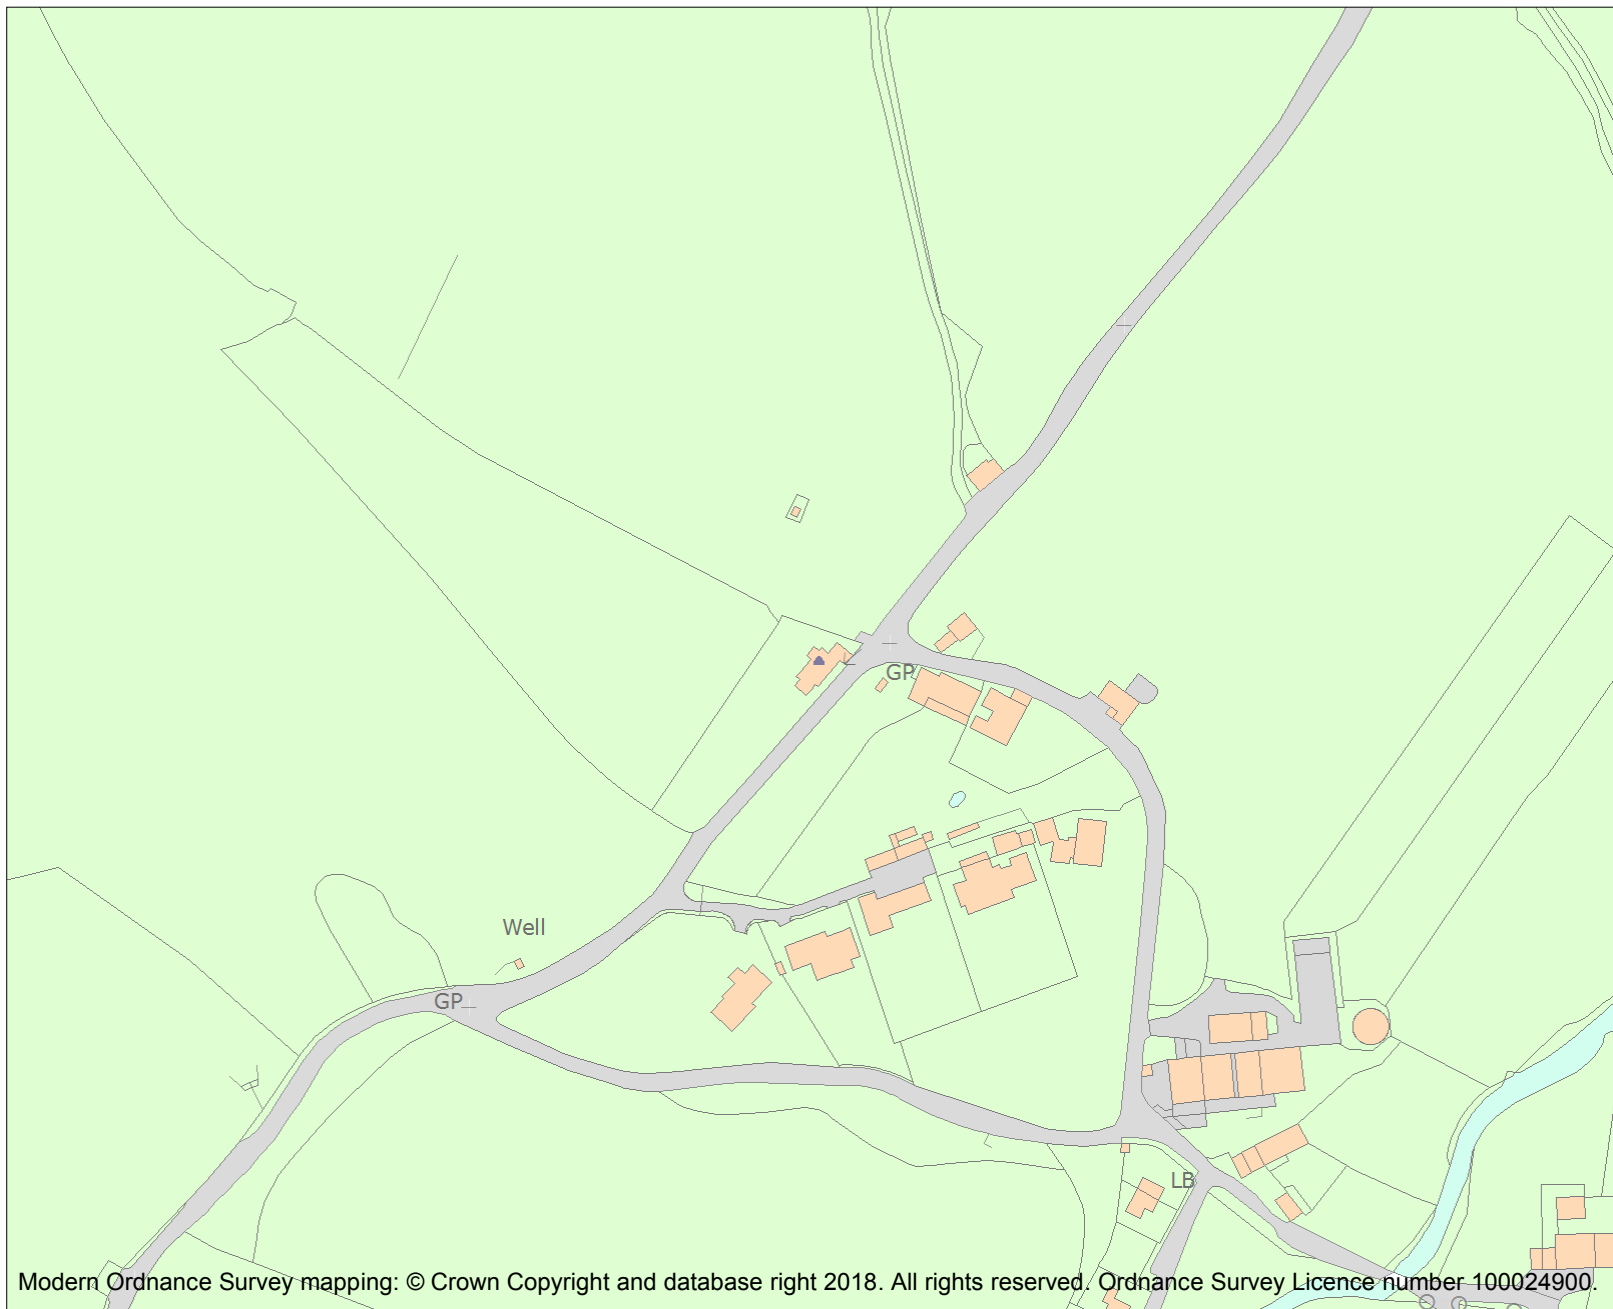 GP
Well
GP
LB
Modern Ordnance Survey mapping: © Crown Copyright and database right 2018. All rights reserved. Ordnance Survey Licence number 100024900.